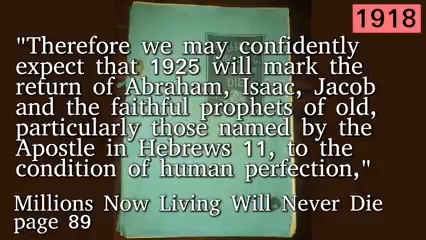 1918
"Therefore we may confidently
expect that 1925 will mark the
return of Abraham, Isaac, Jacob
and the faithful prophets of old,
particularly those named by the
Apostle in Hebrews 11, to the
condition of human perfection,"
Millions Now Living Will Never Die
page 89